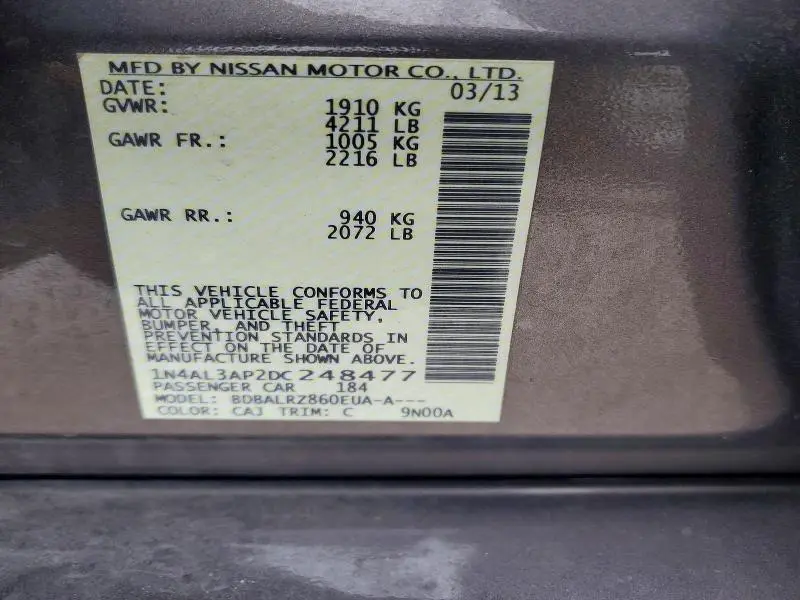 MFD BY NISSAN MOTOR CO., LTD.
DATE: 03/13
GVWR: 1910 KG
4211 LB
GAWR FR.: 1005 KG
2216 LB
GAWR RR.: 940 KG
2072 LB
THIS VEHICLE CONFORMS TO
ALL APPLICABLE FEDERAL
MOTOR VEHICLE SAFETY,
BUMPER, AND THEFT
PREVENTION STANDARDS IN
EFFECT ON THE DATE OF
MANUFACTURE SHOWN ABOVE.
1N4AL3AP2DC248477
PASSENGER CAR 184
MODEL: BDBALRZ860EUA-A---
COLOR: CAJ TRIM: C 9N00A